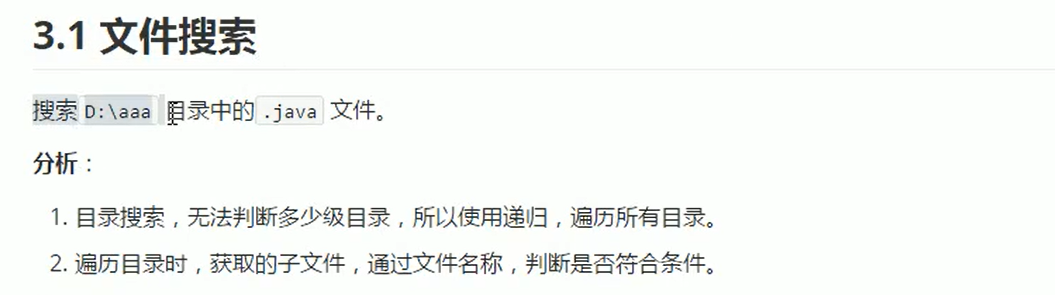 3.1 文件搜索
搜索 D:\aaa 目录中的 .java 文件。
分析：
1. 目录搜索，无法判断多少级目录，所以使用递归，遍历所有目录。
2. 遍历目录时，获取的子文件，通过文件名称，判断是否符合条件。